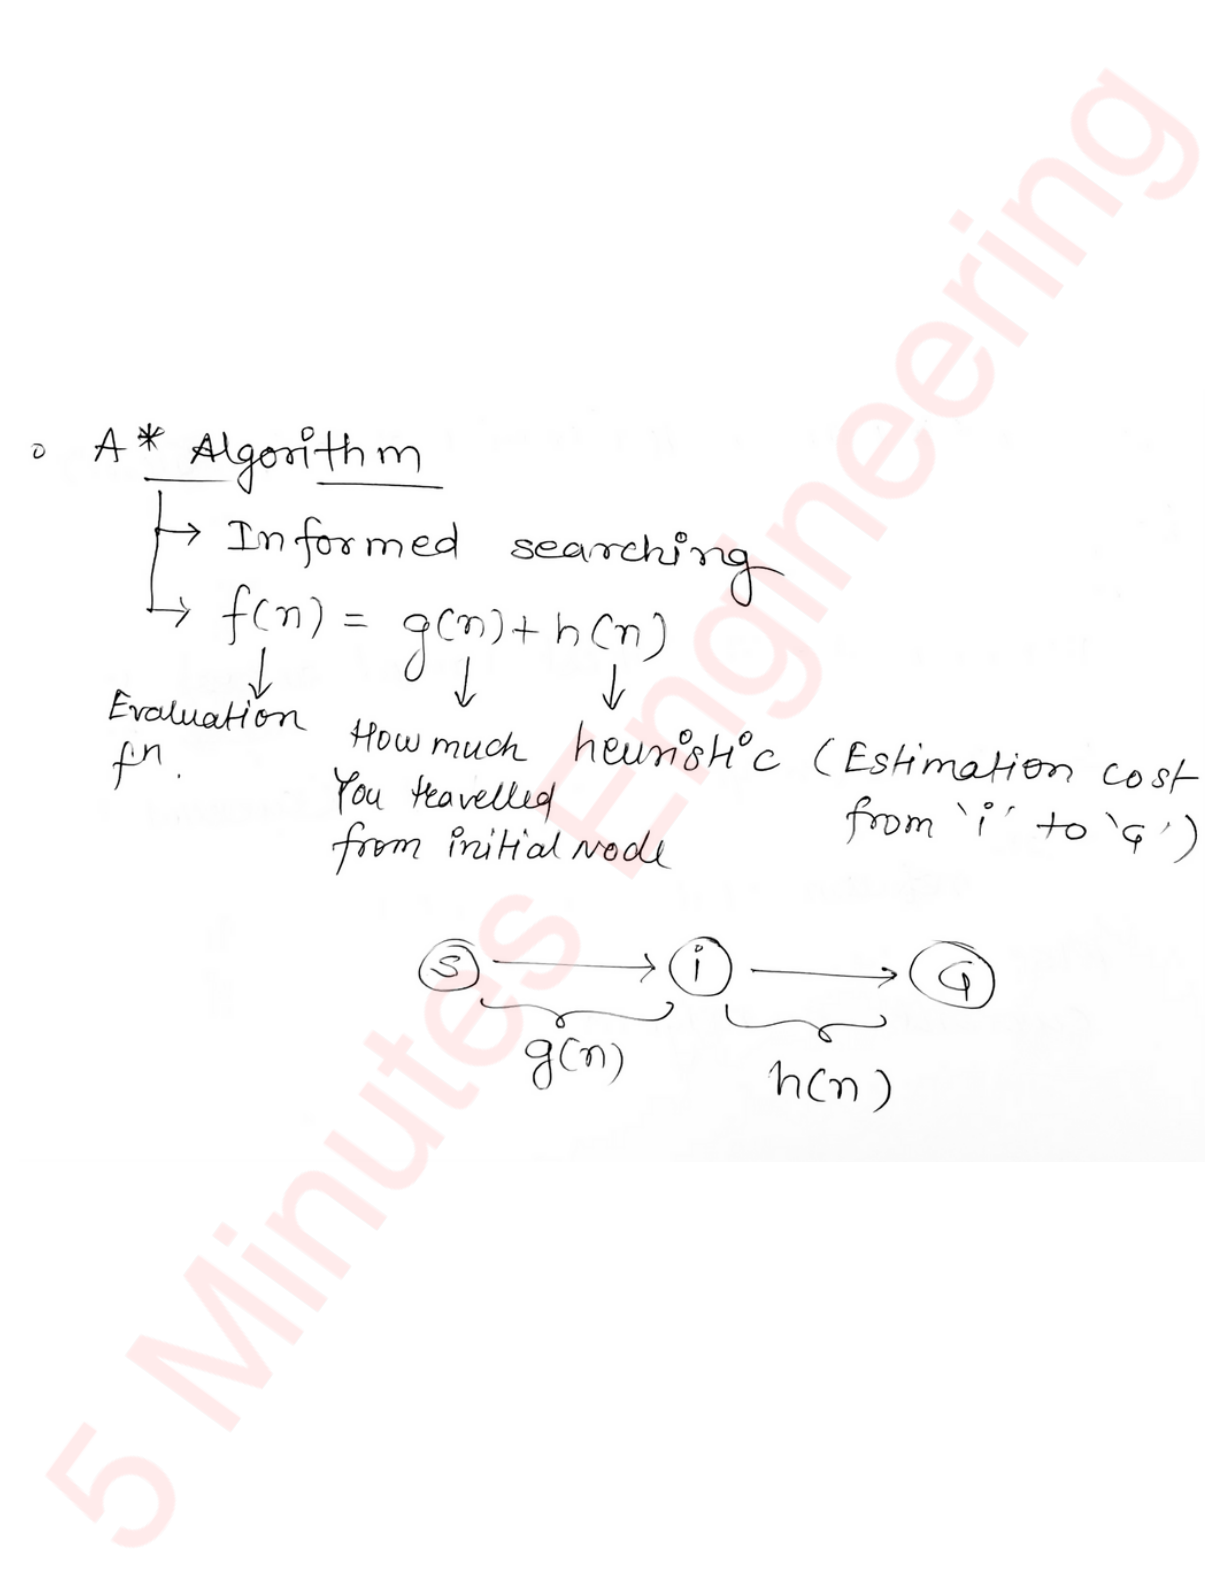 A* Algorithm
→ Informed searching
→ f(n) = g(n) + h(n)
↓ ↓ ↓
Evaluation fn.
How much
You travelled
from initial Node
heuristic (Estimation cost
from 'i' to 'G')
S → i → G
g(n) h(n)
5 Minutes Engineering